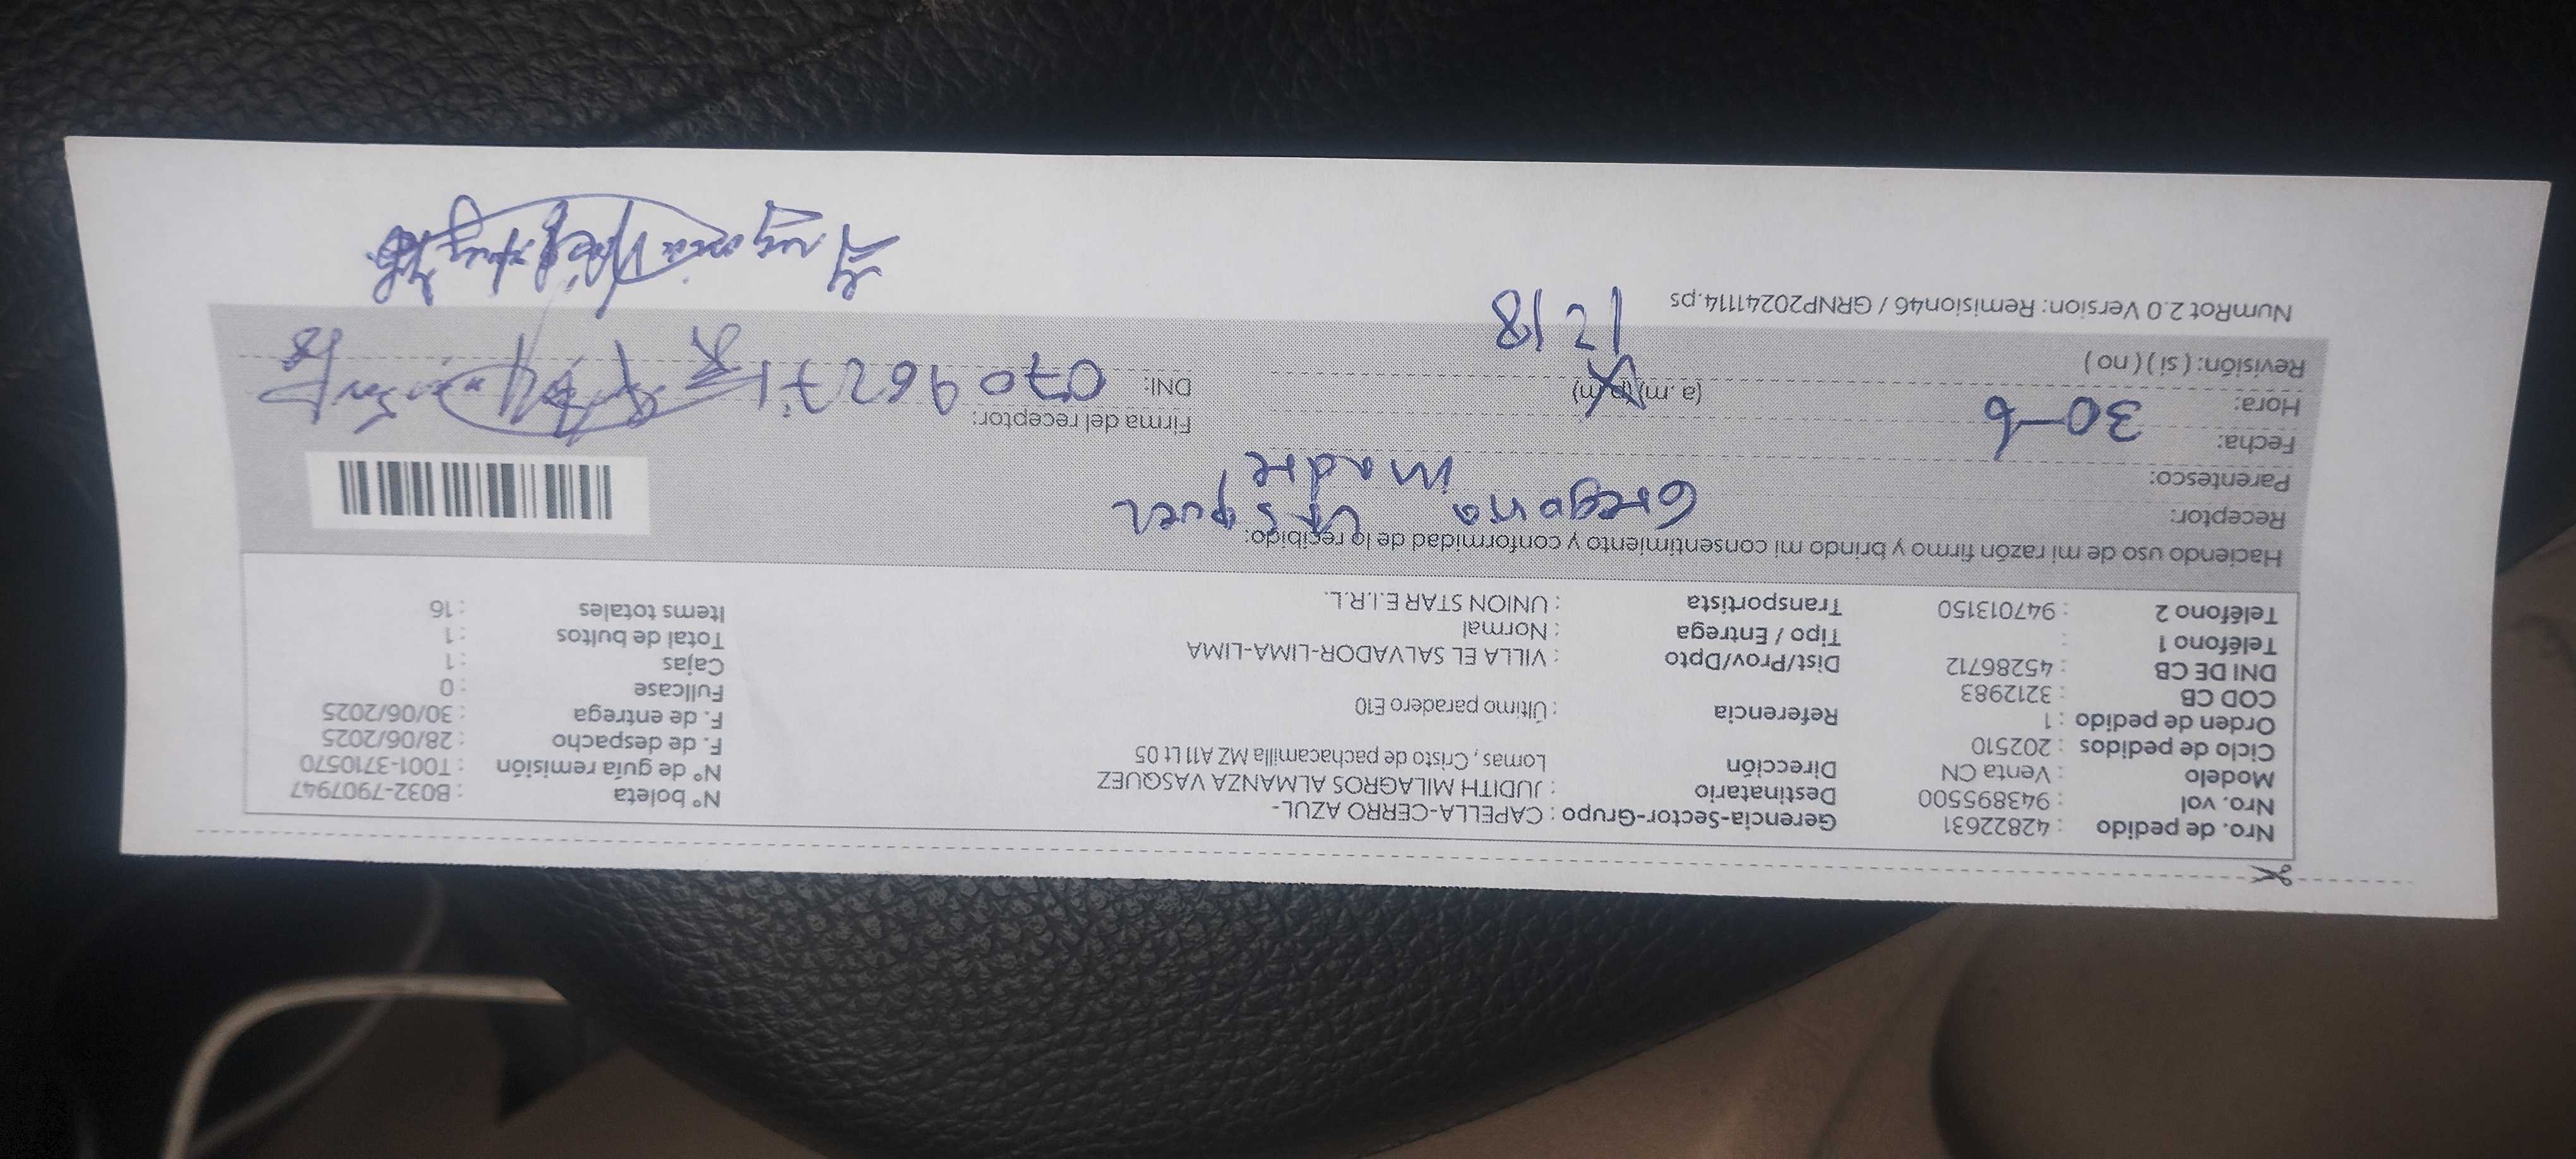 Nro. de pedido : 42822631 Gerencia-Sector-Grupo : CAPELLA-CERRO AZUL- N° boleta : B032-7907947
Nro. vol : 943895500 Destinatario : JUDITH MILAGROS ALMANZA VASQUEZ N° de guía remisión : T001-3710570
Modelo : Venta CN Dirección Lomas , Cristo de pachacamilla MZ A11 Lt 05 F. de despacho : 28/06/2025
Ciclo de pedidos : 202510 F. de entrega : 30/06/2025
Orden de pedido : 1 Referencia : Último paradero E10 Fullcase : 0
COD CB : 3212983 Cajas : 1
DNI DE CB : 45286712 Dist/Prov/Dpto : VILLA EL SALVADOR-LIMA-LIMA Total de bultos : 1
Teléfono 1 : Tipo / Entrega : Normal Items totales : 16
Teléfono 2 : 947013150 Transportista : UNION STAR E.I.R.L.
Haciendo uso de mi razón firmo y brindo mi consentimiento y conformidad de lo recibido:
Receptor: Gregoria
Parentesco: madre
Fecha: 30-6 Firma del receptor:
Hora: (a.m)(p.m) DNI: 07096271
Revisión: ( si ) ( no ) 12 18
NumRot 2.0 Version: Remision46 / GRNP20241114.ps